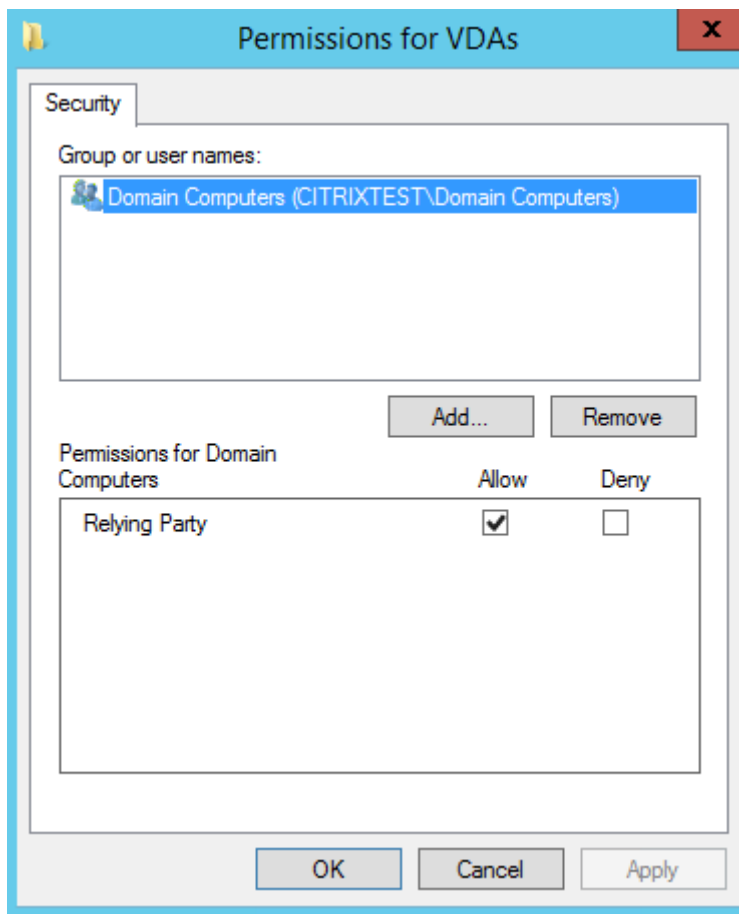 Permissions for VDAs
x
Security
Group or user names:
Domain Computers (CITRIXTEST\Domain Computers)
Add...
Remove
Permissions for Domain
Computers
Allow
Deny
Relying Party
OK
Cancel
Apply